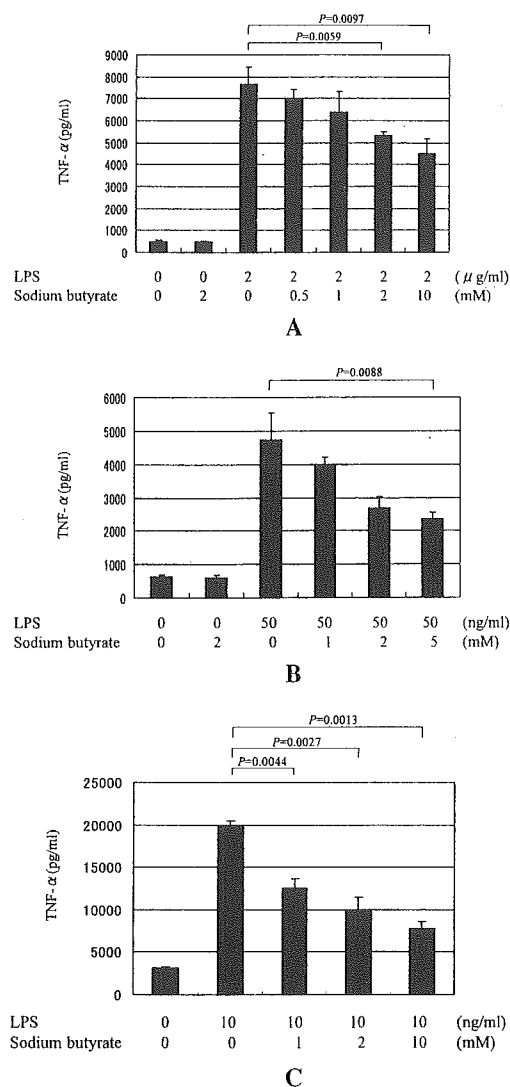 P=0.0097
P=0.0059
TNF-α (pg/ml)
9000
8000
7000
6000
5000
4000
3000
2000
1000
0
LPS 0 0 2 2 2 2 2 (μg/ml)
Sodium butyrate 0 2 0 0.5 1 2 10 (mM)
A
P=0.0088
TNF-α (pg/ml)
6000
5000
4000
3000
2000
1000
0
LPS 0 0 50 50 50 50 (ng/ml)
Sodium butyrate 0 2 0 1 2 5 (mM)
B
P=0.0013
P=0.0027
P=0.0044
TNF-α (pg/ml)
25000
20000
15000
10000
5000
0
LPS 0 10 10 10 10 (ng/ml)
Sodium butyrate 0 0 1 2 10 (mM)
C